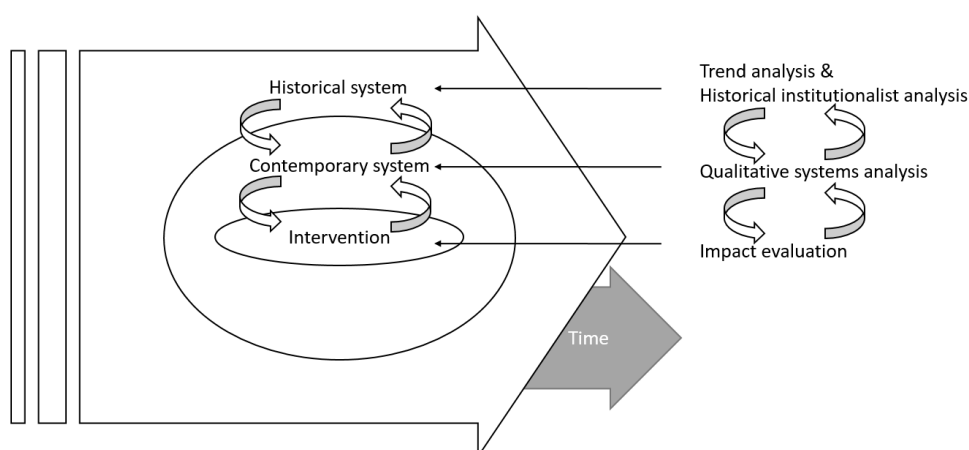 Historical system
Contemporary system
Intervention
Trend analysis &
Historical institutionalist analysis
Qualitative systems analysis
Impact evaluation
Time